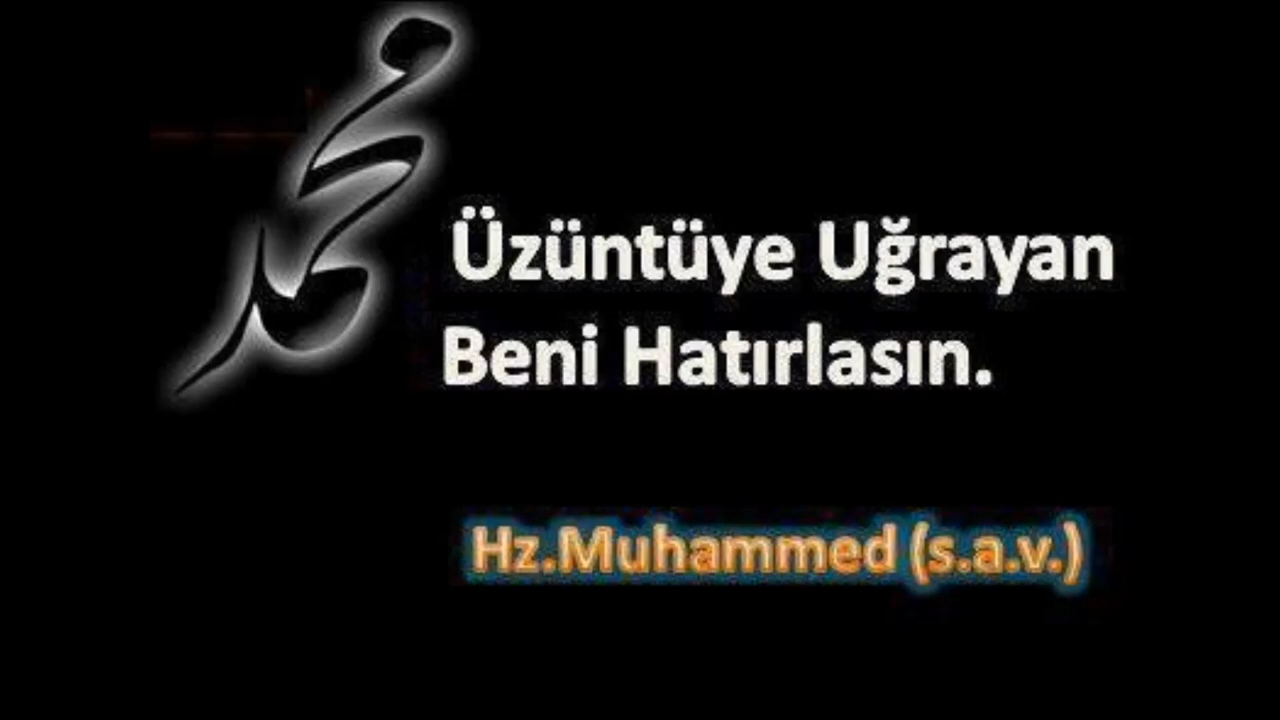 محمد
Üzüntüye Uğrayan
Beni Hatırlasın.
Hz.Muhammed (s.a.v.)